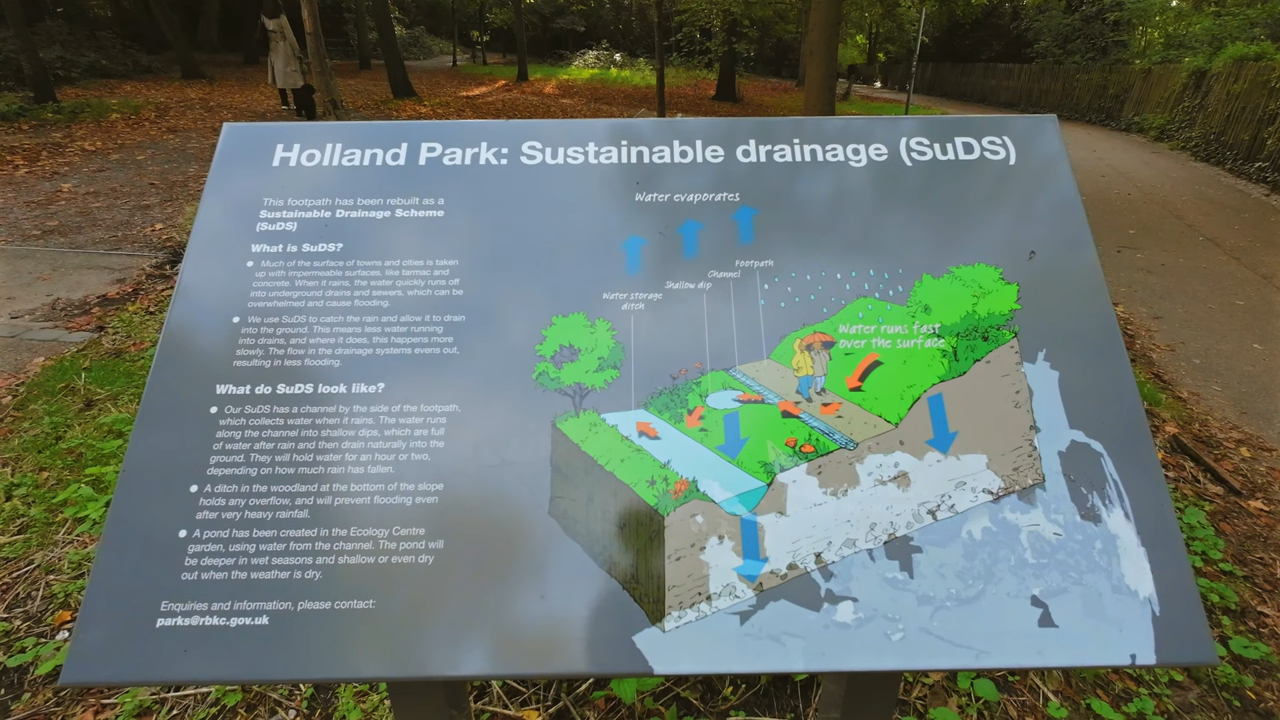 Holland Park: Sustainable drainage (SuDS)
This footpath has been rebuilt as a
Sustainable Drainage Scheme
(SuDS)
What is SuDS?
● Much of the surface of towns and cities is taken
up with impermeable surfaces, like tarmac and
concrete. When it rains, the water quickly runs off
into underground drains and sewers, which can be
overwhelmed and cause flooding.
● We use SuDS to catch the rain and allow it to drain
into the ground. This means less water running
into drains, and where it does, this happens more
slowly. The flow in the drainage systems evens out,
resulting in less flooding.
What do SuDS look like?
● Our SuDS has a channel by the side of the footpath,
which collects water when it rains. The water runs
along the channel into shallow dips, which are full
of water after rain and then drain naturally into the
ground. They will hold water for an hour or two,
depending on how much rain has fallen.
● A ditch in the woodland at the bottom of the slope
holds any overflow, and will prevent flooding even
after very heavy rainfall.
● A pond has been created in the Ecology Centre
garden, using water from the channel. The pond will
be deeper in wet seasons and shallow or even dry
out when the weather is dry.
Enquiries and information, please contact:
parks@rbkc.gov.uk
Water evaporates
Footpath
Channel
Shallow dip
Water storage
ditch
Water runs fast
over the surface